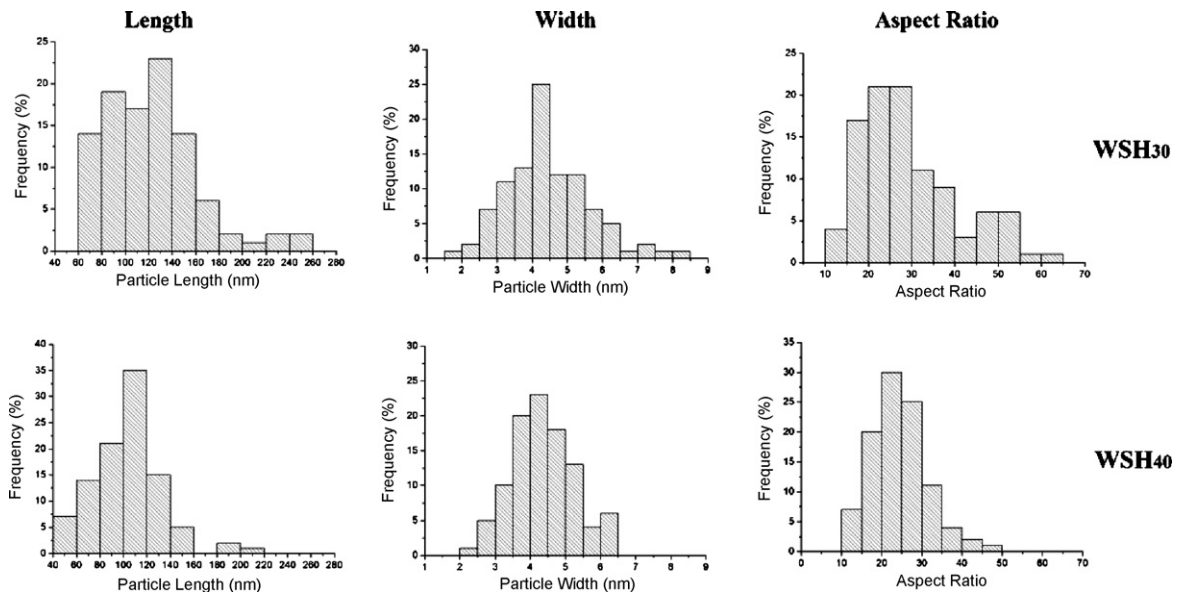 Length
Width
Aspect Ratio
Frequency (%)
25
20
15
10
5
0
40 60 80 100 120 140 160 180 200 220 240 260 280
Particle Length (nm)
Frequency (%)
30
25
20
15
10
5
0
1 2 3 4 5 6 7 8 9
Particle Width (nm)
Frequency (%)
25
20
15
10
5
0
10 20 30 40 50 60 70
Aspect Ratio
WSH30
Frequency (%)
40
35
30
25
20
15
10
5
0
40 60 80 100 120 140 160 180 200 220 240 260 280
Particle Length (nm)
Frequency (%)
30
25
20
15
10
5
0
1 2 3 4 5 6 7 8 9
Particle Width (nm)
Frequency (%)
35
30
25
20
15
10
5
0
0 10 20 30 40 50 60 70
Aspect Ratio
WSH40